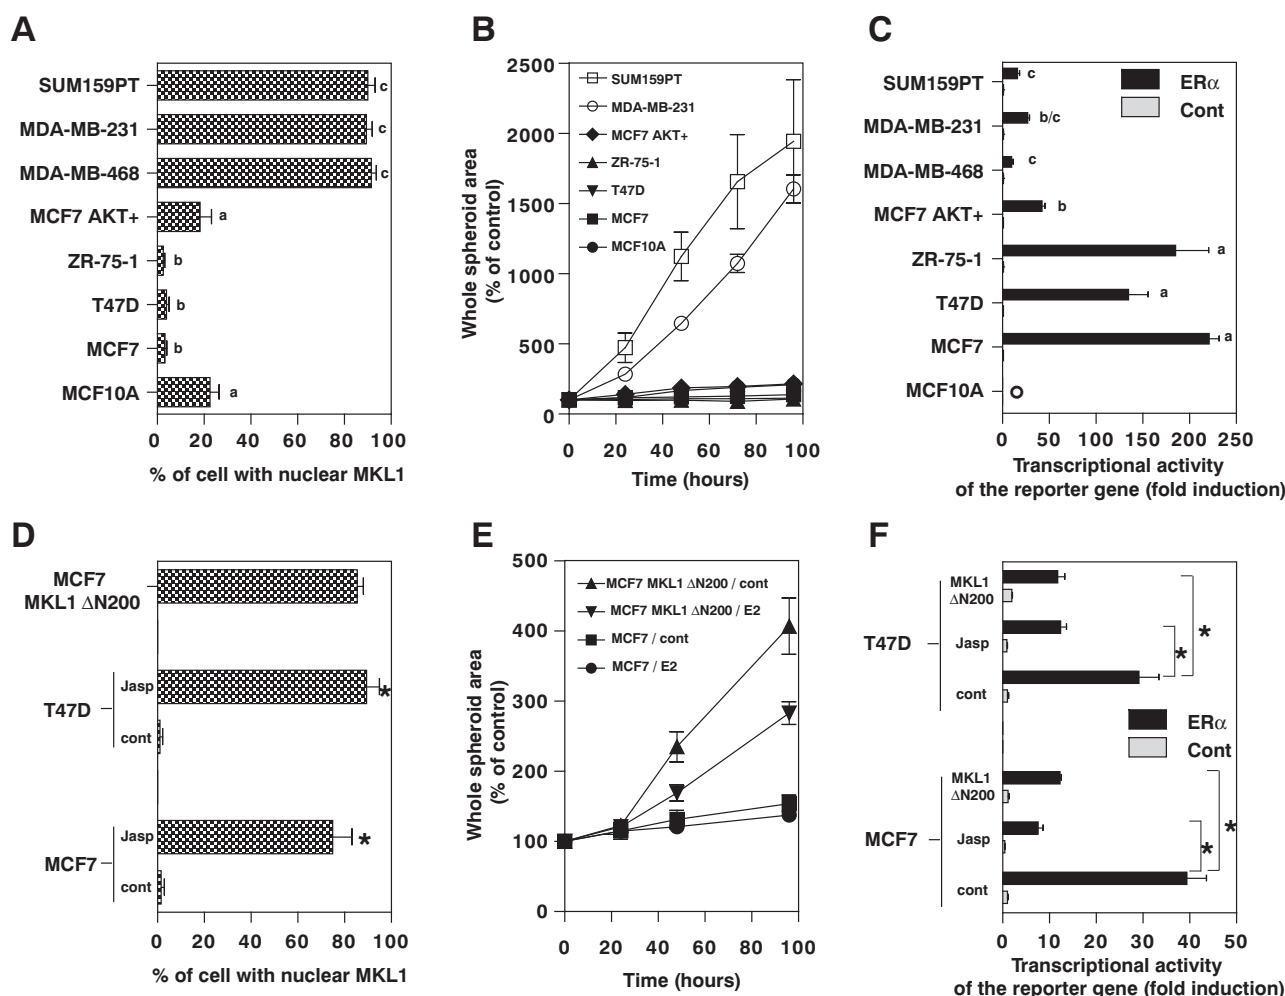 A
SUM159PT
MDA-MB-231
MDA-MB-468
MCF7 AKT+
ZR-75-1
T47D
MCF7
MCF10A
c
c
c
a
b
b
b
a
0 20 40 60 80 100
% of cell with nuclear MKL1
B
Whole spheroid area
(% of control)
2500
2000
1500
1000
500
0
SUM159PT
MDA-MB-231
MCF7 AKT+
ZR-75-1
T47D
MCF7
MCF10A
0 20 40 60 80 100
Time (hours)
C
SUM159PT
MDA-MB-231
MDA-MB-468
MCF7 AKT+
ZR-75-1
T47D
MCF7
MCF10A
c
b/c
c
b
a
a
a
ERα
Cont
0 50 100 150 200 250
Transcriptional activity
of the reporter gene (fold induction)
D
MCF7
MKL1 ΔN200
T47D
Jasp
cont
MCF7
Jasp
cont
*
*
0 20 40 60 80 100
% of cell with nuclear MKL1
E
Whole spheroid area
(% of control)
500
400
300
200
100
0
MCF7 MKL1 ΔN200 / cont
MCF7 MKL1 ΔN200 / E2
MCF7 / cont
MCF7 / E2
0 20 40 60 80 100
Time (hours)
F
T47D
MKL1
ΔN200
Jasp
cont
*
*
ERα
Cont
MCF7
MKL1
ΔN200
Jasp
cont
*
*
0 10 20 30 40 50
Transcriptional activity
of the reporter gene (fold induction)